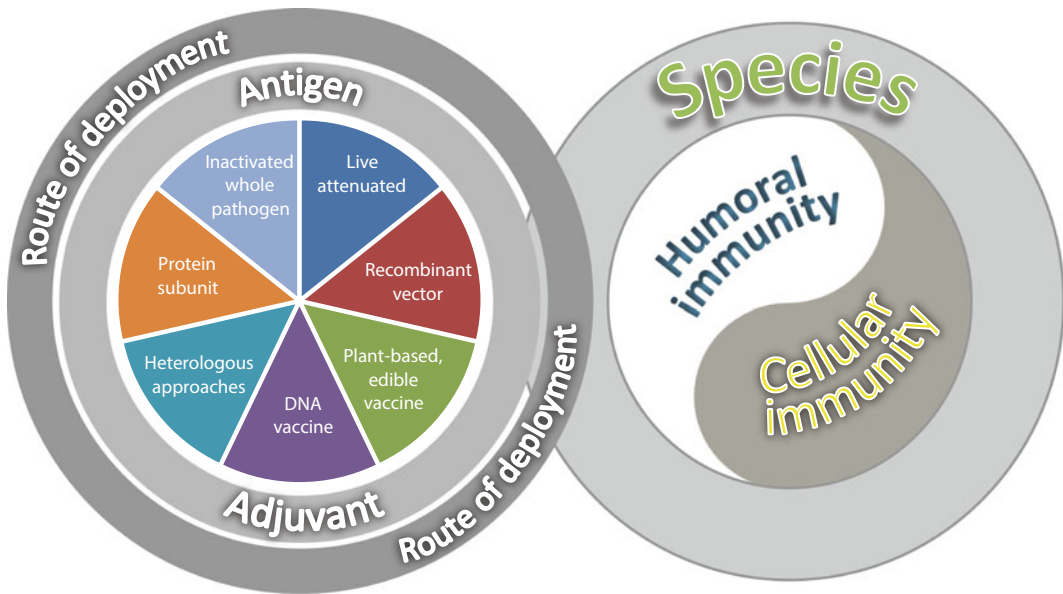 Route of deployment
Antigen
Inactivated
whole
pathogen
Live
attenuated
Protein
subunit
Recombinant
vector
Heterologous
approaches
Plant-based,
edible
vaccine
DNA
vaccine
Adjuvant
Route of deployment
Species
Humoral
immunity
Cellular
immunity